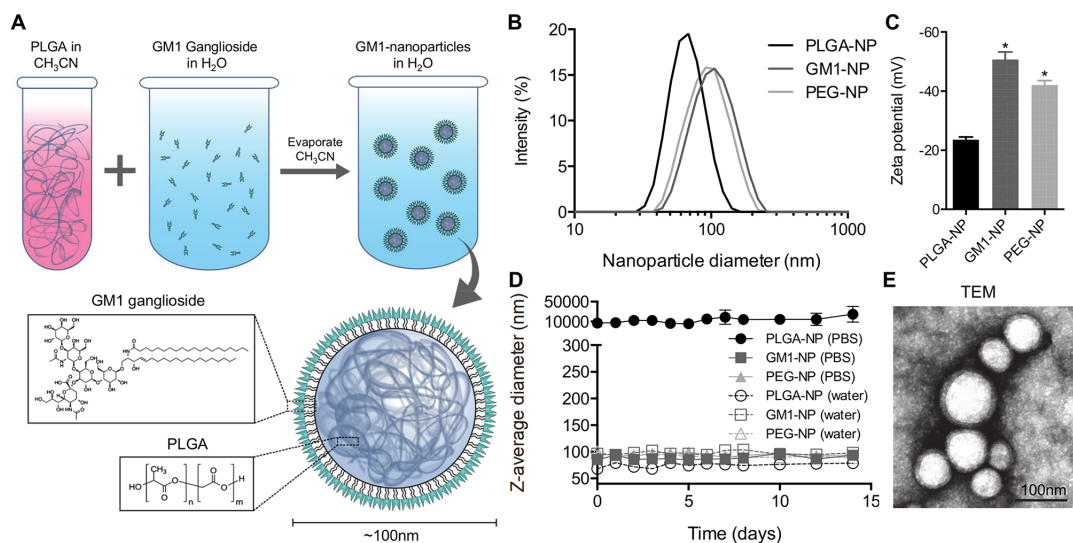 A
PLGA in
CH3CN
GM1 Ganglioside
in H2O
GM1-nanoparticles
in H2O
Evaporate
CH3CN
GM1 ganglioside
PLGA
CH3
HO
O
O
O
O
H
n
m
~100nm
B
Intensity (%)
20
15
10
5
0
10
100
1000
Nanoparticle diameter (nm)
PLGA-NP
GM1-NP
PEG-NP
C
Zeta potential (mV)
-60
-40
-20
-0
*
*
PLGA-NP
GM1-NP
PEG-NP
D
Z-average diameter (nm)
50000
10000
300
250
200
150
100
50
0
5
10
15
Time (days)
PLGA-NP (PBS)
GM1-NP (PBS)
PEG-NP (PBS)
PLGA-NP (water)
GM1-NP (water)
PEG-NP (water)
E
TEM
100nm